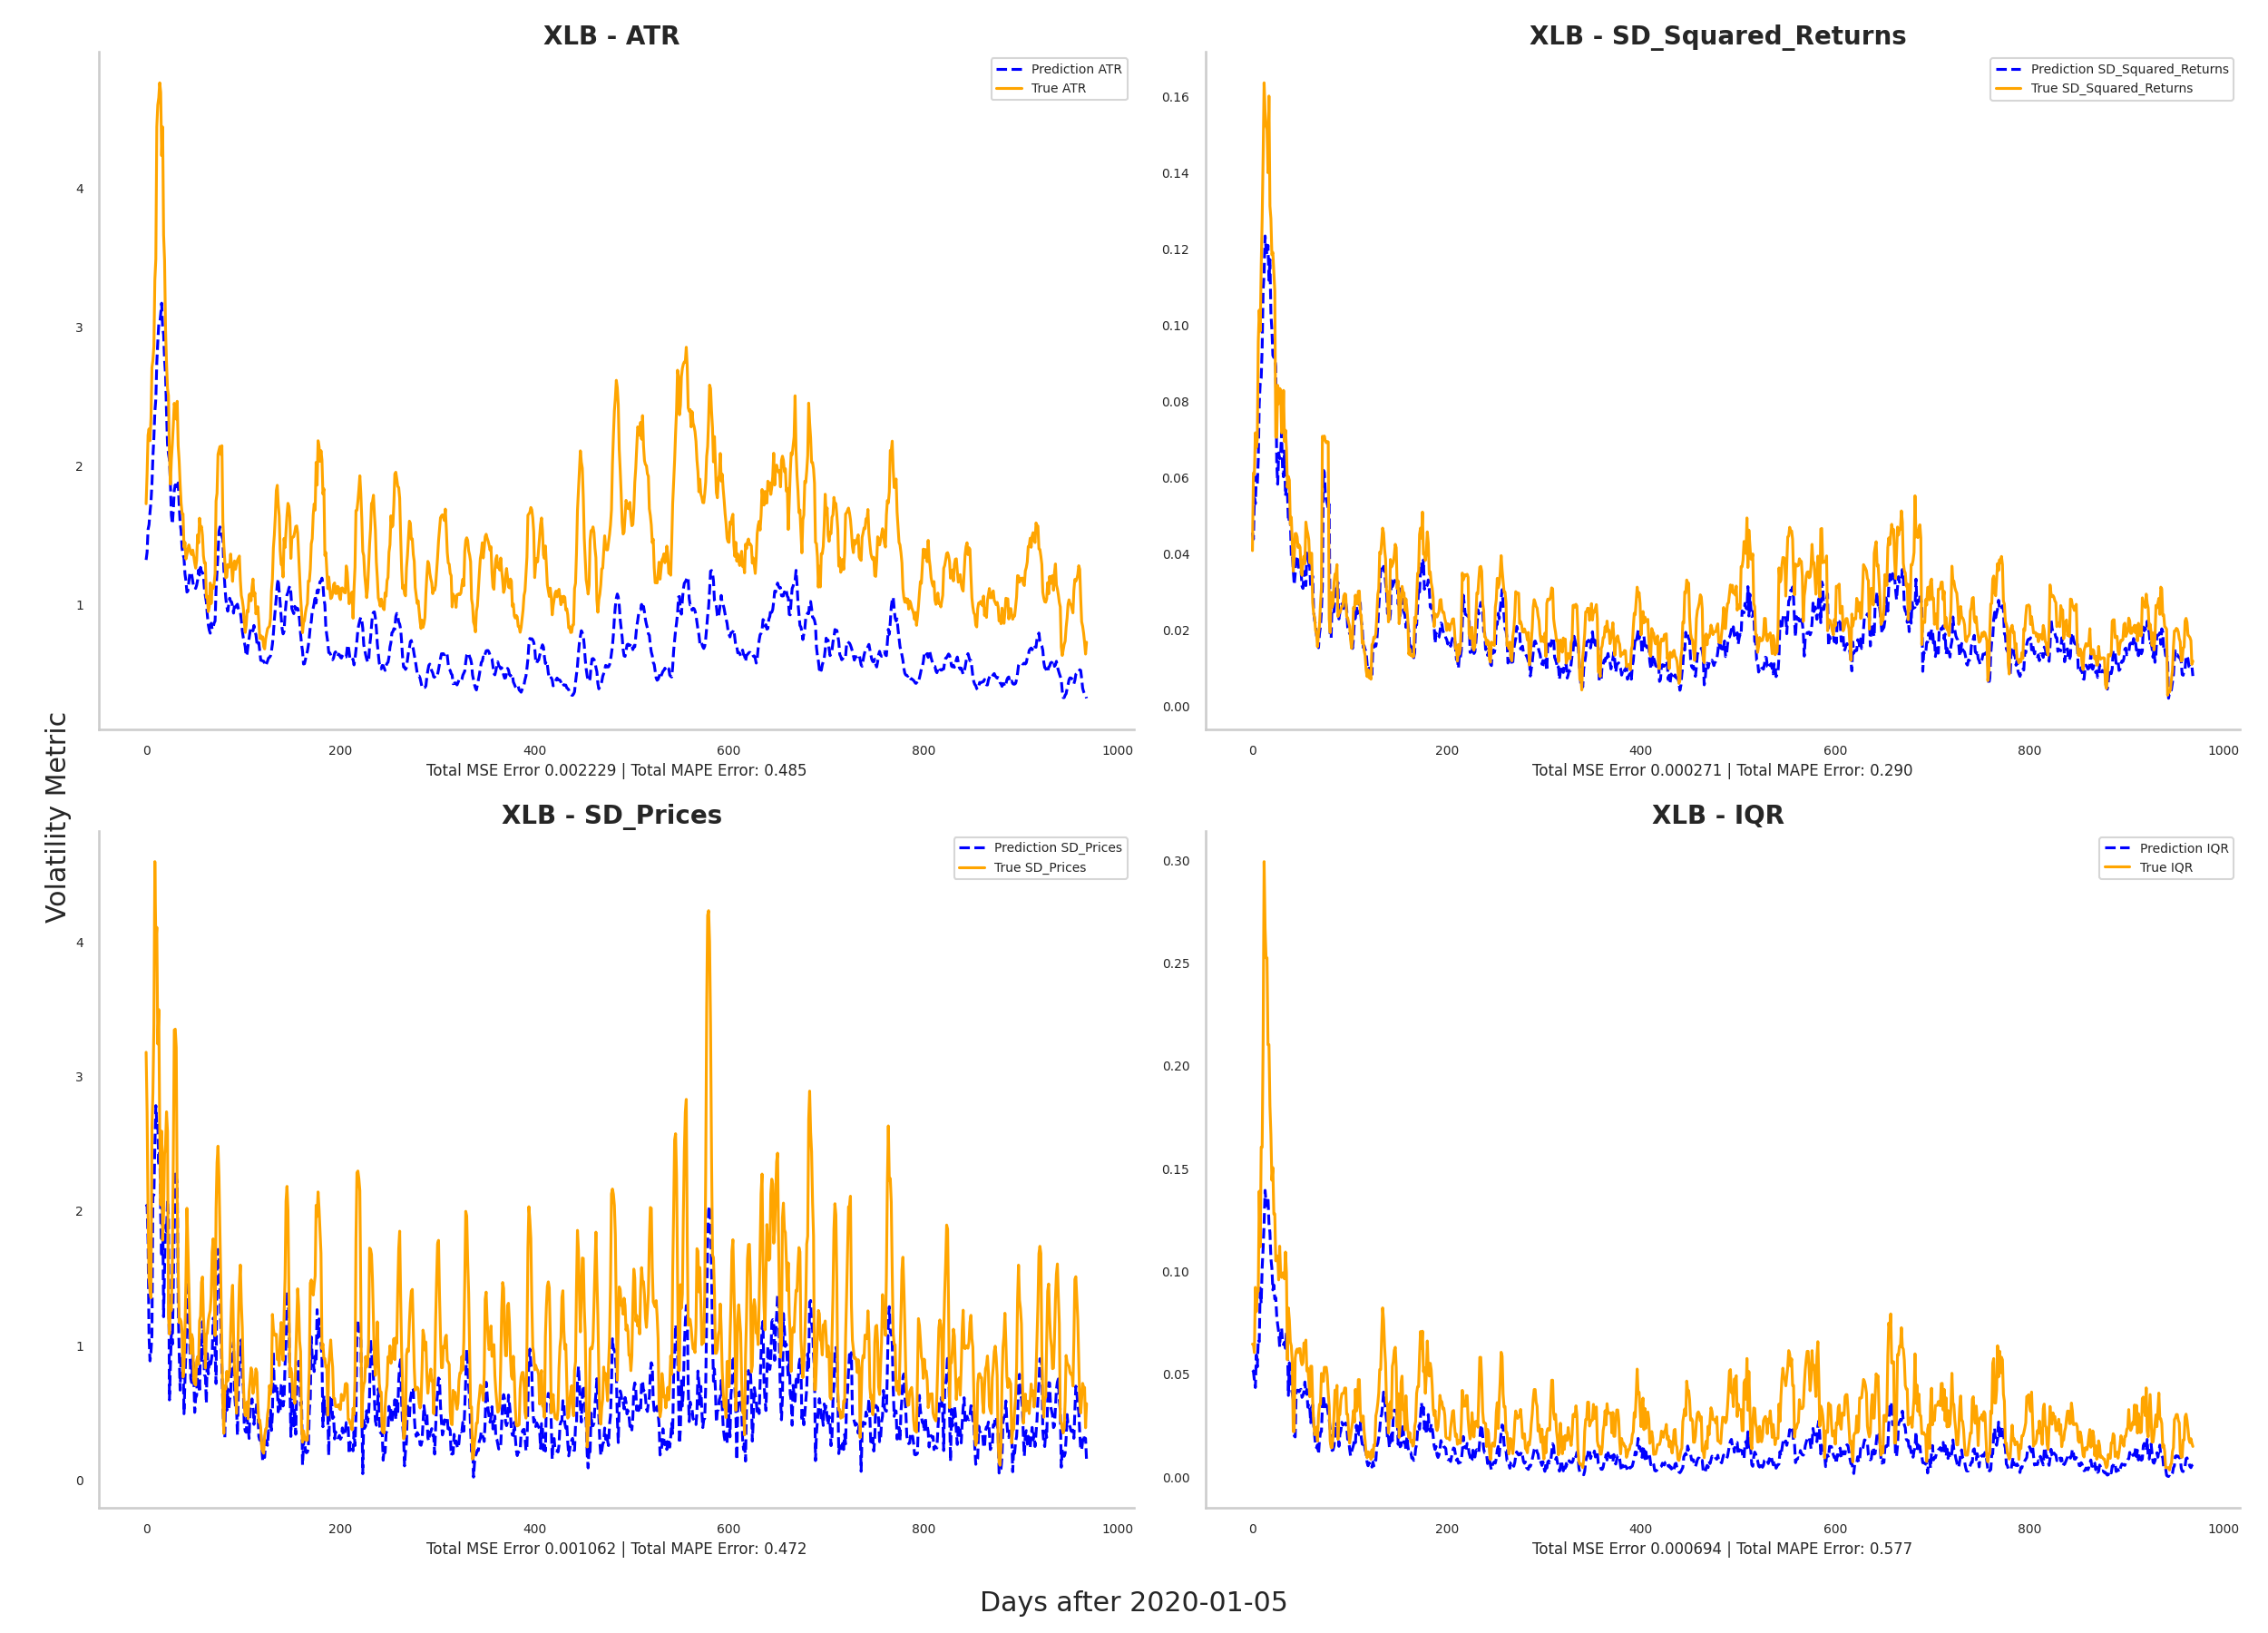 XLB - ATR
Prediction ATR
True ATR
4
3
2
1
0 200 400 600 800 1000
Total MSE Error 0.002229 | Total MAPE Error: 0.485
XLB - SD_Squared_Returns
Prediction SD_Squared_Returns
True SD_Squared_Returns
0.16
0.14
0.12
0.10
0.08
0.06
0.04
0.02
0.00
0 200 400 600 800 1000
Total MSE Error 0.000271 | Total MAPE Error: 0.290
Volatility Metric
XLB - SD_Prices
Prediction SD_Prices
True SD_Prices
4
3
2
1
0
0 200 400 600 800 1000
Total MSE Error 0.001062 | Total MAPE Error: 0.472
XLB - IQR
Prediction IQR
True IQR
0.30
0.25
0.20
0.15
0.10
0.05
0.00
0 200 400 600 800 1000
Total MSE Error 0.000694 | Total MAPE Error: 0.577
Days after 2020-01-05